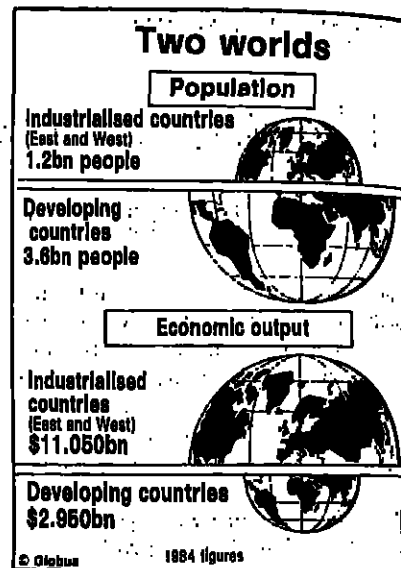 Two worlds
Population
Industrialised countries
(East and West)
1.2bn people
Developing
countries
3.6bn people
Economic output
Industrialised
countries
(East and West)
$11.050bn
Developing countries
$2.950bn
© Globus
1984 figures